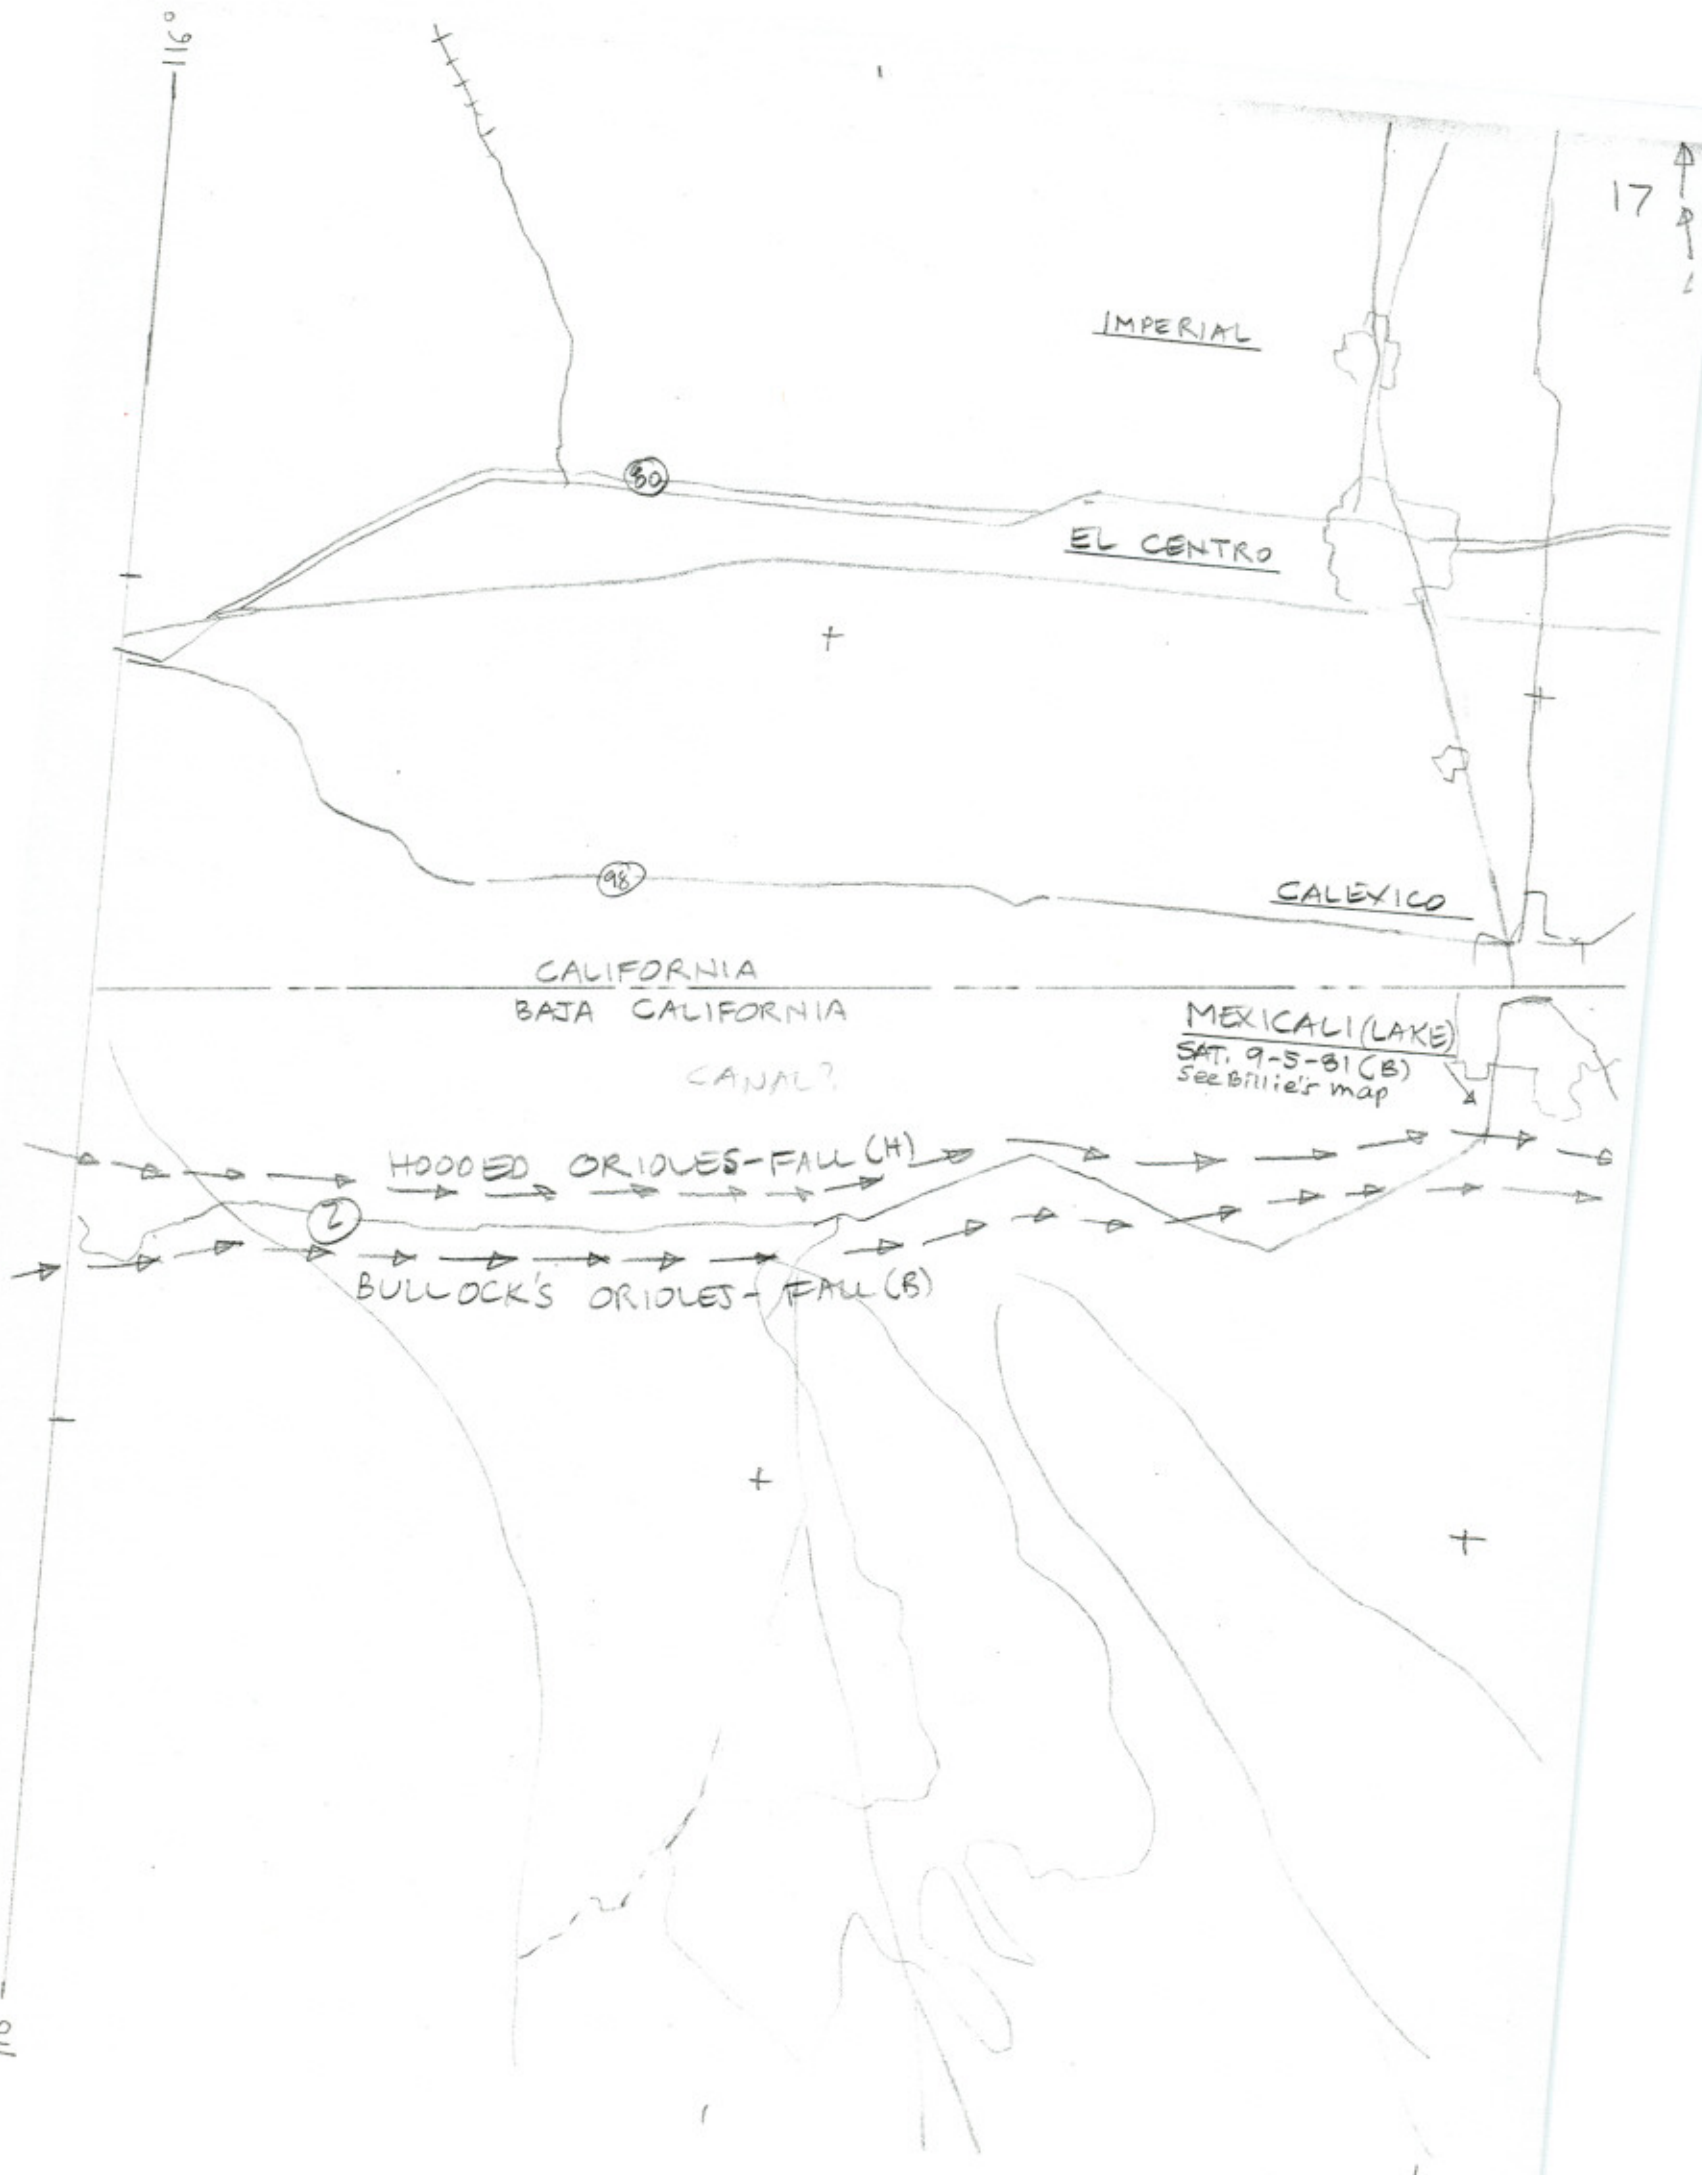 116°
17
IMPERIAL
80
EL CENTRO
98
CALEXICO
CALIFORNIA
BAJA CALIFORNIA
MEXICALI (LAKE)
SAT. 9-5-81 (B)
See Billie's map
CANAL?
HOODED ORIOLES-FALL (H)
2
BULLOCK'S ORIOLES-FALL (B)